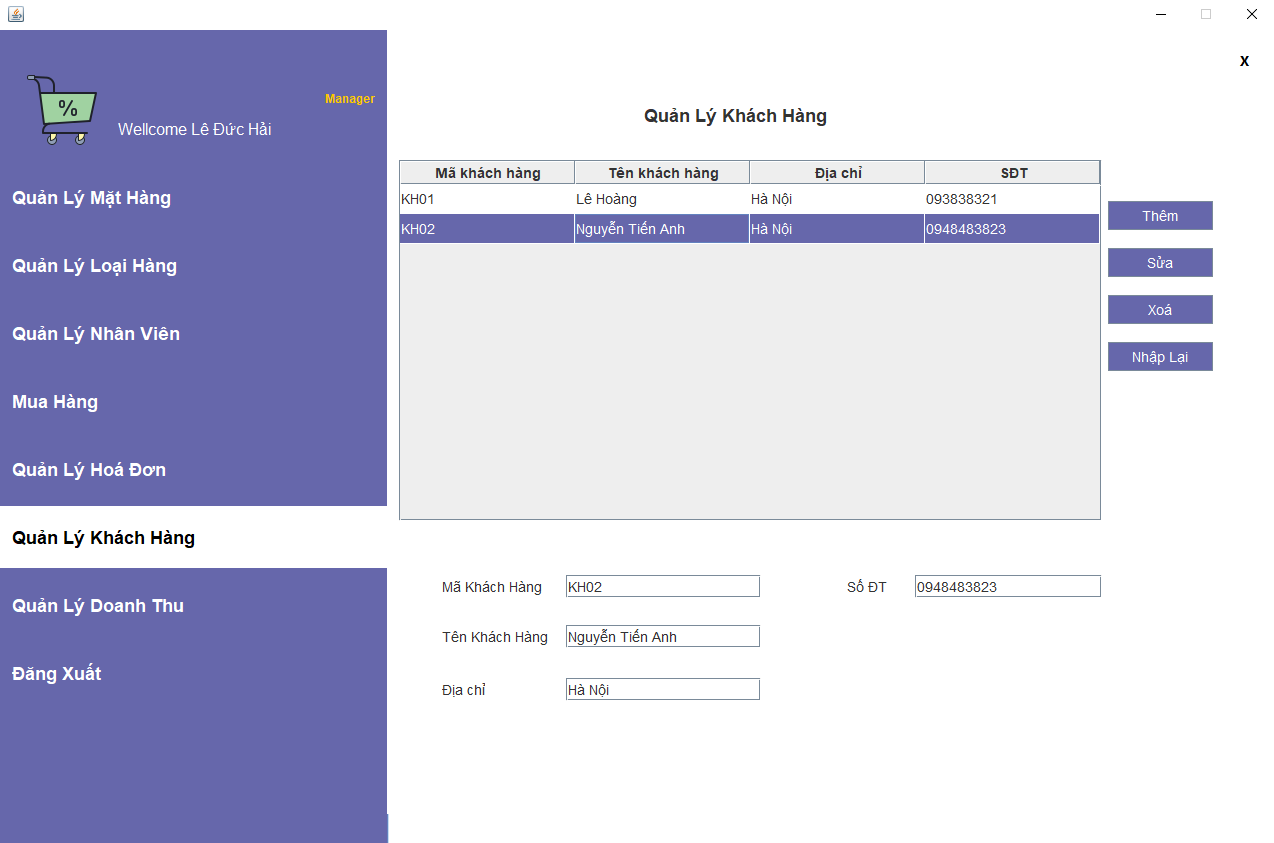 X
%
Manager
Wellcome Lê Đức Hải
Quản Lý Mặt Hàng
Quản Lý Loại Hàng
Quản Lý Nhân Viên
Mua Hàng
Quản Lý Hoá Đơn
Quản Lý Khách Hàng
Quản Lý Doanh Thu
Đăng Xuất
Quản Lý Khách Hàng
Mã khách hàng Tên khách hàng Địa chỉ SĐT
KH01 Lê Hoàng Hà Nội 093838321
KH02 Nguyễn Tiến Anh Hà Nội 0948483823
Thêm
Sửa
Xoá
Nhập Lại
Mã Khách Hàng KH02 Số ĐT 0948483823
Tên Khách Hàng Nguyễn Tiến Anh
Địa chỉ Hà Nội